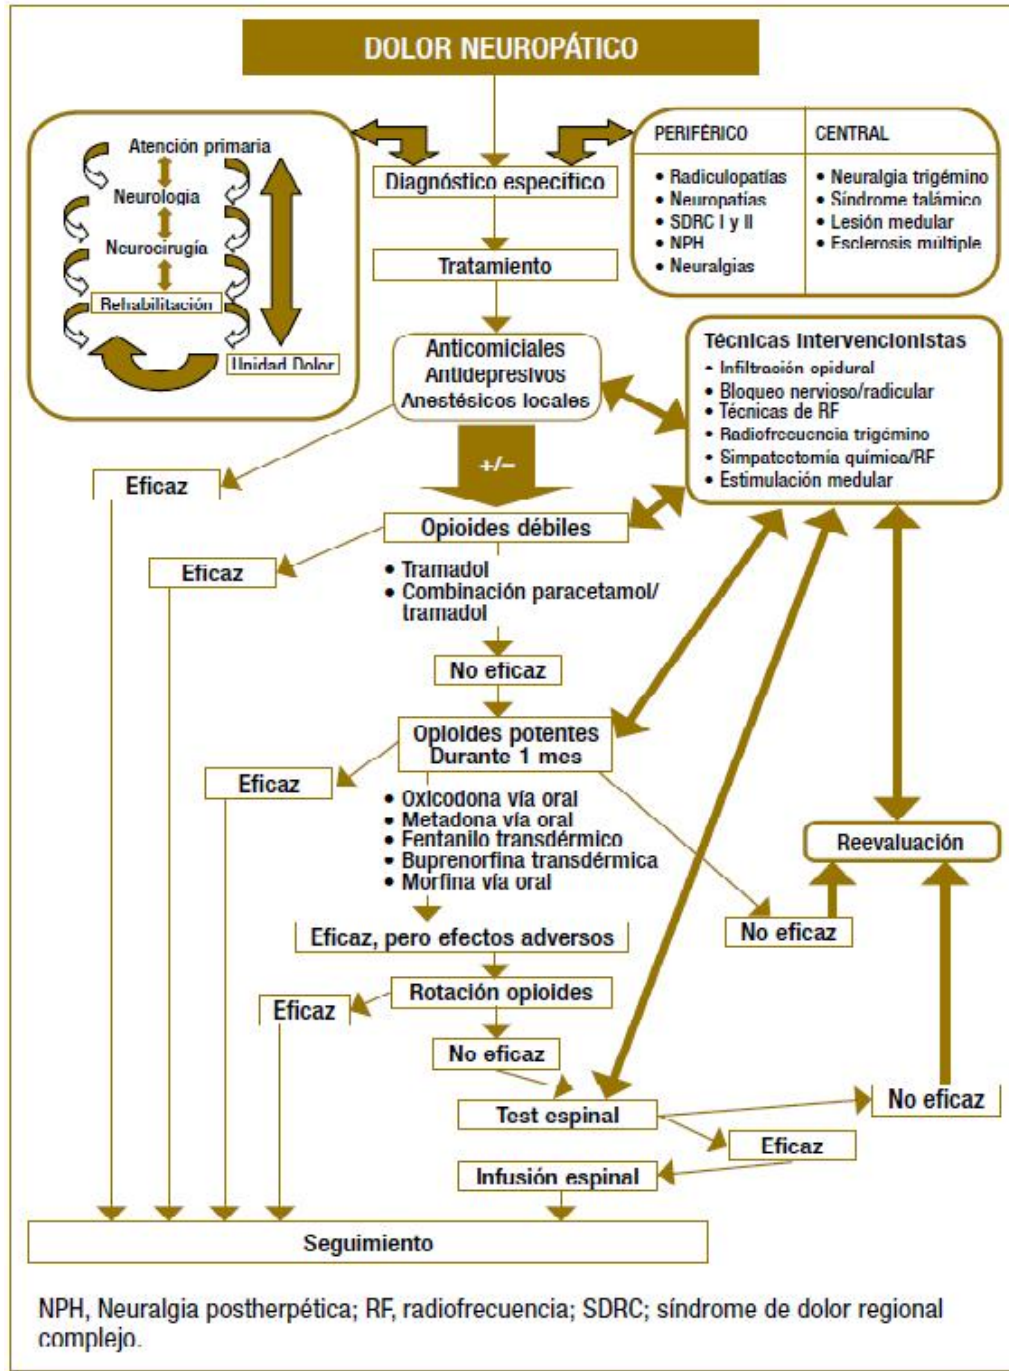 DOLOR NEUROPÁTICO
Atención primaria
Neurología
Neurocirugía
Rehabilitación
Unidad Dolor
Diagnóstico específico
PERIFÉRICO
• Radiculopatías
• Neuropatías
• SDRC I y II
• NPH
• Neuralgias
CENTRAL
• Neuralgia trigémino
• Síndrome talámico
• Lesión medular
• Esclerosis múltiple
Tratamiento
Anticomiciales
Antidepresivos
Anestésicos locales
Técnicas intervencionistas
• Infiltración epidural
• Bloqueo nervioso/radicular
• Técnicas de RF
• Radiofrecuencia trigémino
• Simpatectomía química/RF
• Estimulación medular
+/–
Eficaz
Opioides débiles
Eficaz
• Tramadol
• Combinación paracetamol/
tramadol
No eficaz
Opioides potentes
Durante 1 mes
Eficaz
• Oxicodona vía oral
• Metadona vía oral
• Fentanilo transdérmico
• Buprenorfina transdérmica
• Morfina vía oral
Reevaluación
No eficaz
Eficaz, pero efectos adversos
Rotación opioides
Eficaz
No eficaz
Test espinal
No eficaz
Eficaz
Infusión espinal
Seguimiento
NPH, Neuralgia postherpética; RF, radiofrecuencia; SDRC; síndrome de dolor regional
complejo.